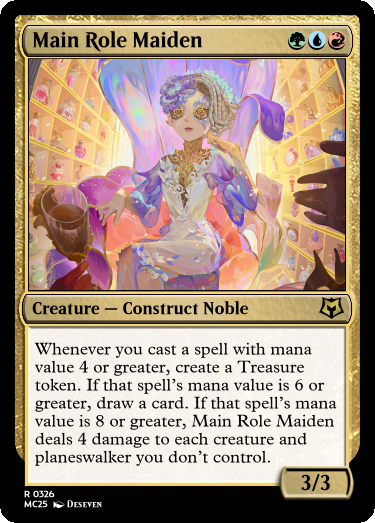 Main Role Maiden
Creature — Construct Noble
Whenever you cast a spell with mana
value 4 or greater, create a Treasure
token. If that spell's mana value is 6 or
greater, draw a card. If that spell's mana
value is 8 or greater, Main Role Maiden
deals 4 damage to each creature and
planeswalker you don't control.
3/3
R 0326
MC25 Deseven